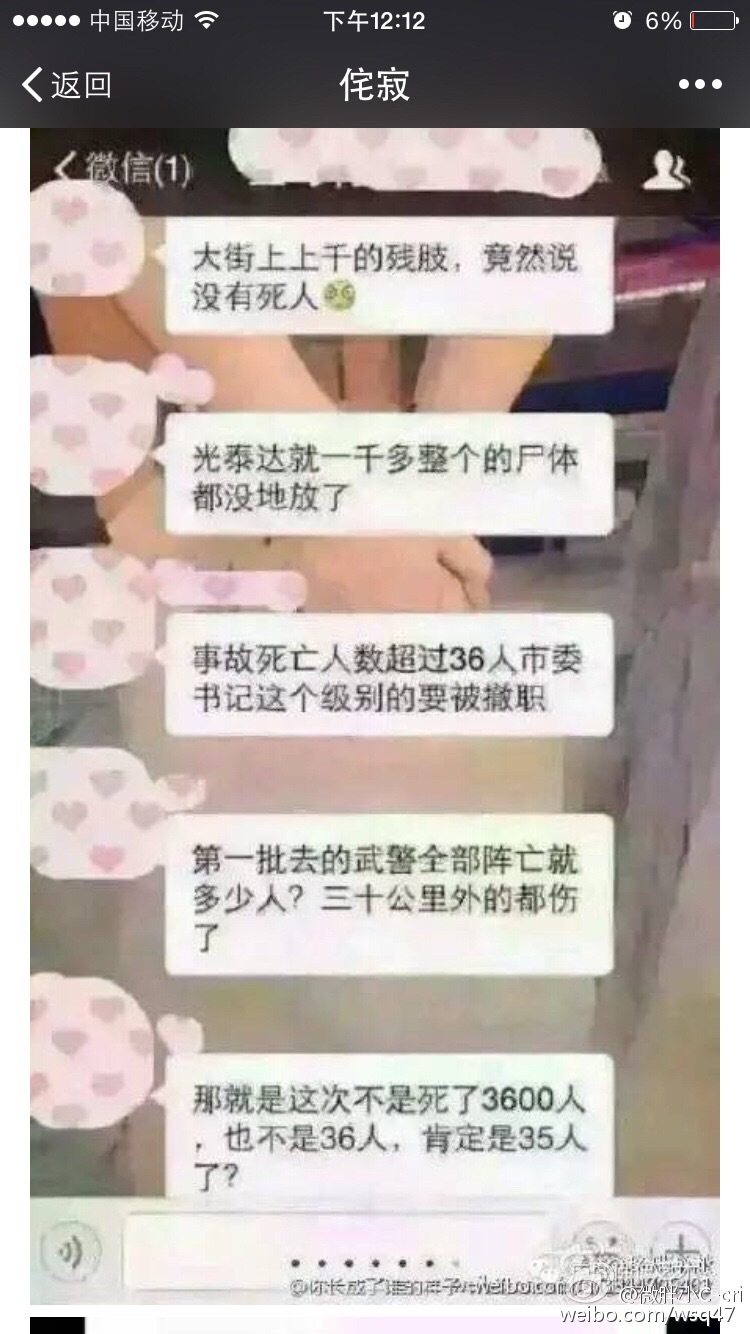 中国移动 下午12:12 6%
返回 侘寂
微信(1)
大街上上千的残肢，竟然说
没有死人
光泰达就一千多整个的尸体
都没地放了
事故死亡人数超过36人市委
书记这个级别的要被撤职
第一批去的武警全部阵亡就
多少人？三十公里外的都伤
了
那就是这次不是死了3600人
，也不是36人，肯定是35人
了？
weibo.com/wsq47